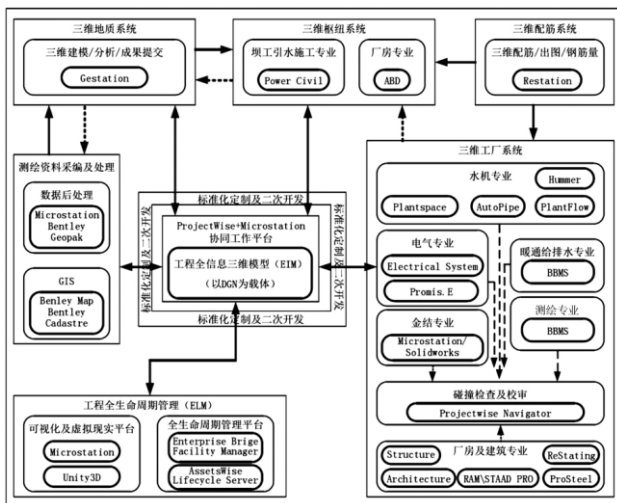 三维地质系统
三维建模/分析/成果提交
Gestation
三维枢纽系统
坝工引水施工专业
Power Civil
厂房专业
ABD
三维配筋系统
三维配筋/出图/钢筋量
Restation
测绘资料采编及处理
数据后处理
Microstation
Bentley
Geopak
GIS
Benley Map
Bentley
Cadastre
标准化定制及二次开发
标准化定制及二次开发
标准化定制及二次开发
标准化定制及二次开发
ProjectWise+Microstation
协同工作平台
工程全信息三维模型（EIM）
（以DGN为载体）
三维工厂系统
水机专业
Hummer
Plantspace
AutoPipe
PlantFlow
电气专业
Electrical System
Promis.E
暖通给排水专业
BBMS
金结专业
Microstation/
Solidworks
测绘专业
BBMS
碰撞检查及校审
Projectwise Navigator
厂房及建筑专业
Structure
ReStating
Architecture
RAM\STAAD PRO
ProSteel
工程全生命周期管理（ELM）
可视化及虚拟现实平台
Microstation
Unity3D
全生命周期管理平台
Enterprise Brige
Facility Manager
AssetsWise
Lifecycle Server